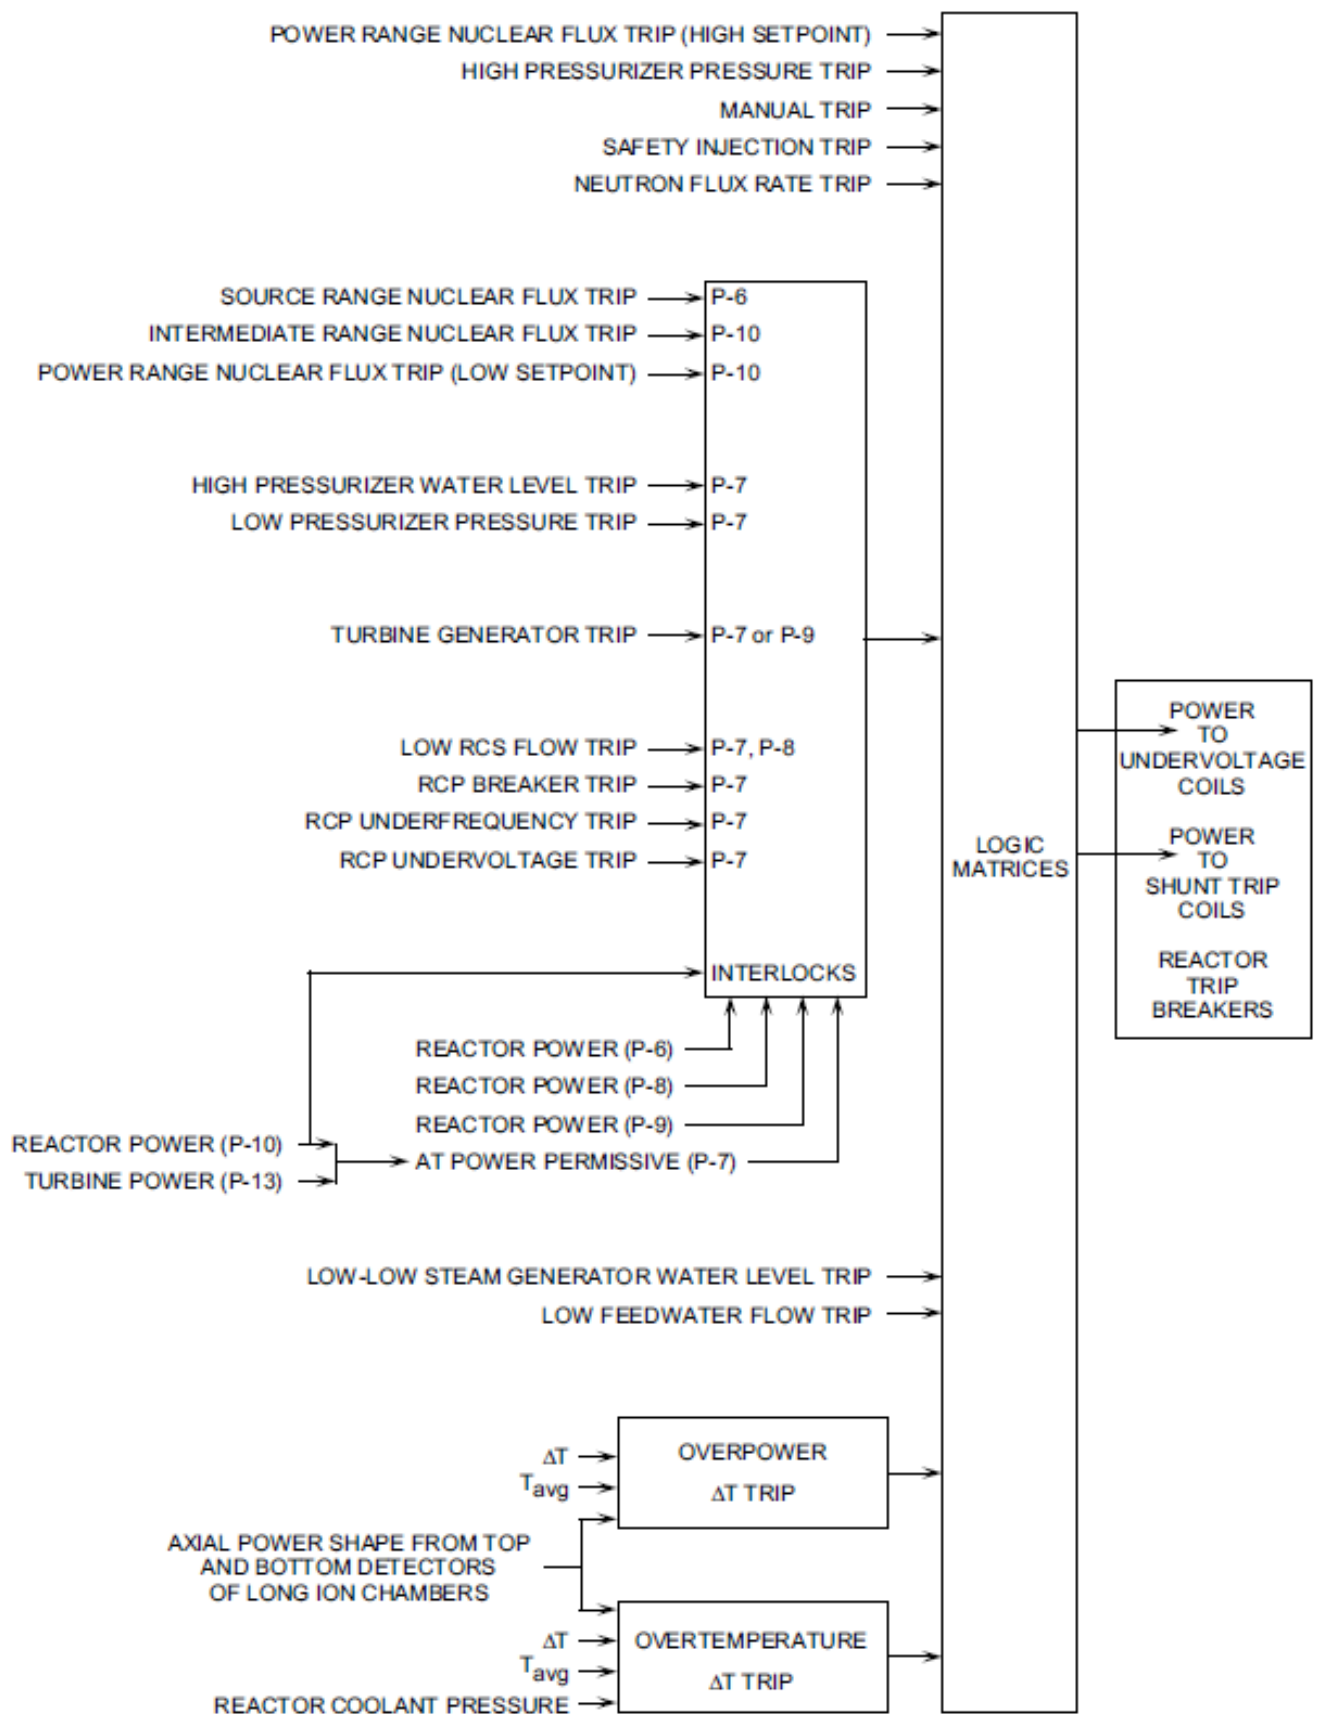 POWER RANGE NUCLEAR FLUX TRIP (HIGH SETPOINT)
HIGH PRESSURIZER PRESSURE TRIP
MANUAL TRIP
SAFETY INJECTION TRIP
NEUTRON FLUX RATE TRIP
SOURCE RANGE NUCLEAR FLUX TRIP P-6
INTERMEDIATE RANGE NUCLEAR FLUX TRIP P-10
POWER RANGE NUCLEAR FLUX TRIP (LOW SETPOINT) P-10
HIGH PRESSURIZER WATER LEVEL TRIP P-7
LOW PRESSURIZER PRESSURE TRIP P-7
TURBINE GENERATOR TRIP P-7 or P-9
LOW RCS FLOW TRIP P-7, P-8
RCP BREAKER TRIP P-7
RCP UNDERFREQUENCY TRIP P-7
RCP UNDERVOLTAGE TRIP P-7
INTERLOCKS
REACTOR POWER (P-6)
REACTOR POWER (P-8)
REACTOR POWER (P-9)
REACTOR POWER (P-10)
TURBINE POWER (P-13)
AT POWER PERMISSIVE (P-7)
LOGIC
MATRICES
POWER
TO
UNDERVOLTAGE
COILS
POWER
TO
SHUNT TRIP
COILS
REACTOR
TRIP
BREAKERS
LOW-LOW STEAM GENERATOR WATER LEVEL TRIP
LOW FEEDWATER FLOW TRIP
ΔT
Tavg
OVERPOWER
ΔT TRIP
AXIAL POWER SHAPE FROM TOP
AND BOTTOM DETECTORS
OF LONG ION CHAMBERS
ΔT
Tavg
REACTOR COOLANT PRESSURE
OVERTEMPERATURE
ΔT TRIP